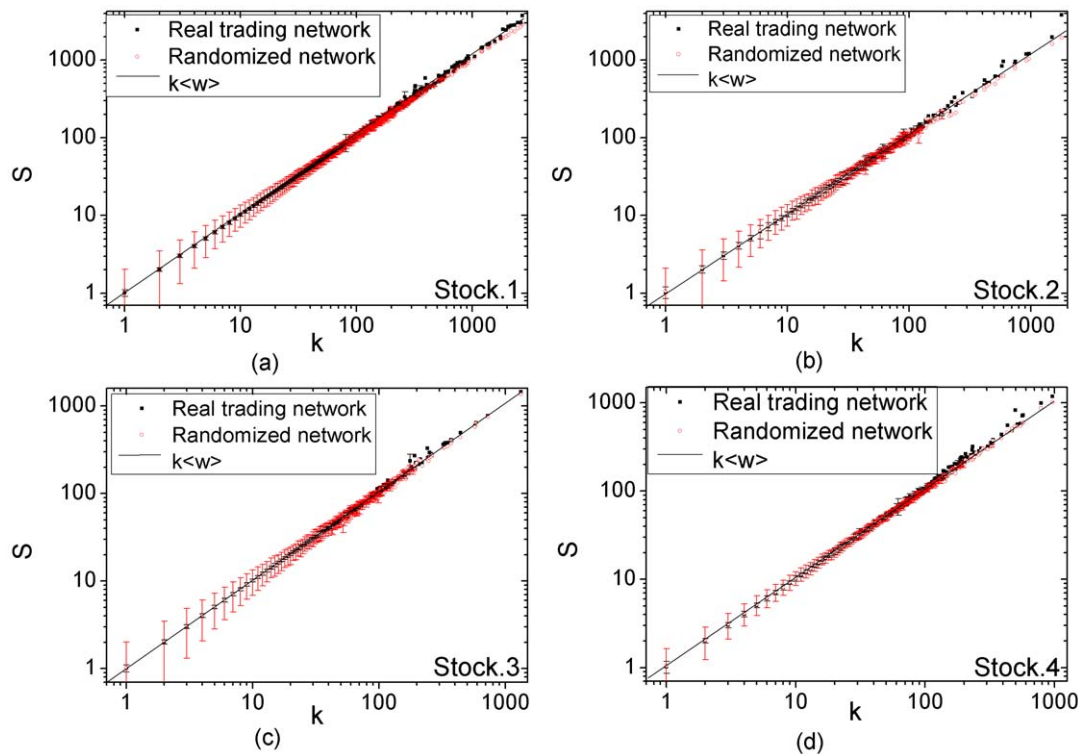 Real trading network
Randomized network
k<w>
1000
100
10
1
S
1
10
100
1000
k
Stock.1
(a)
Real trading network
Randomized network
k<w>
1000
100
10
1
S
1
10
100
1000
k
Stock.2
(b)
Real trading network
Randomized network
k<w>
1000
100
10
1
S
1
10
100
1000
k
Stock.3
(c)
Real trading network
Randomized network
k<w>
1000
100
10
1
S
1
10
100
1000
k
Stock.4
(d)